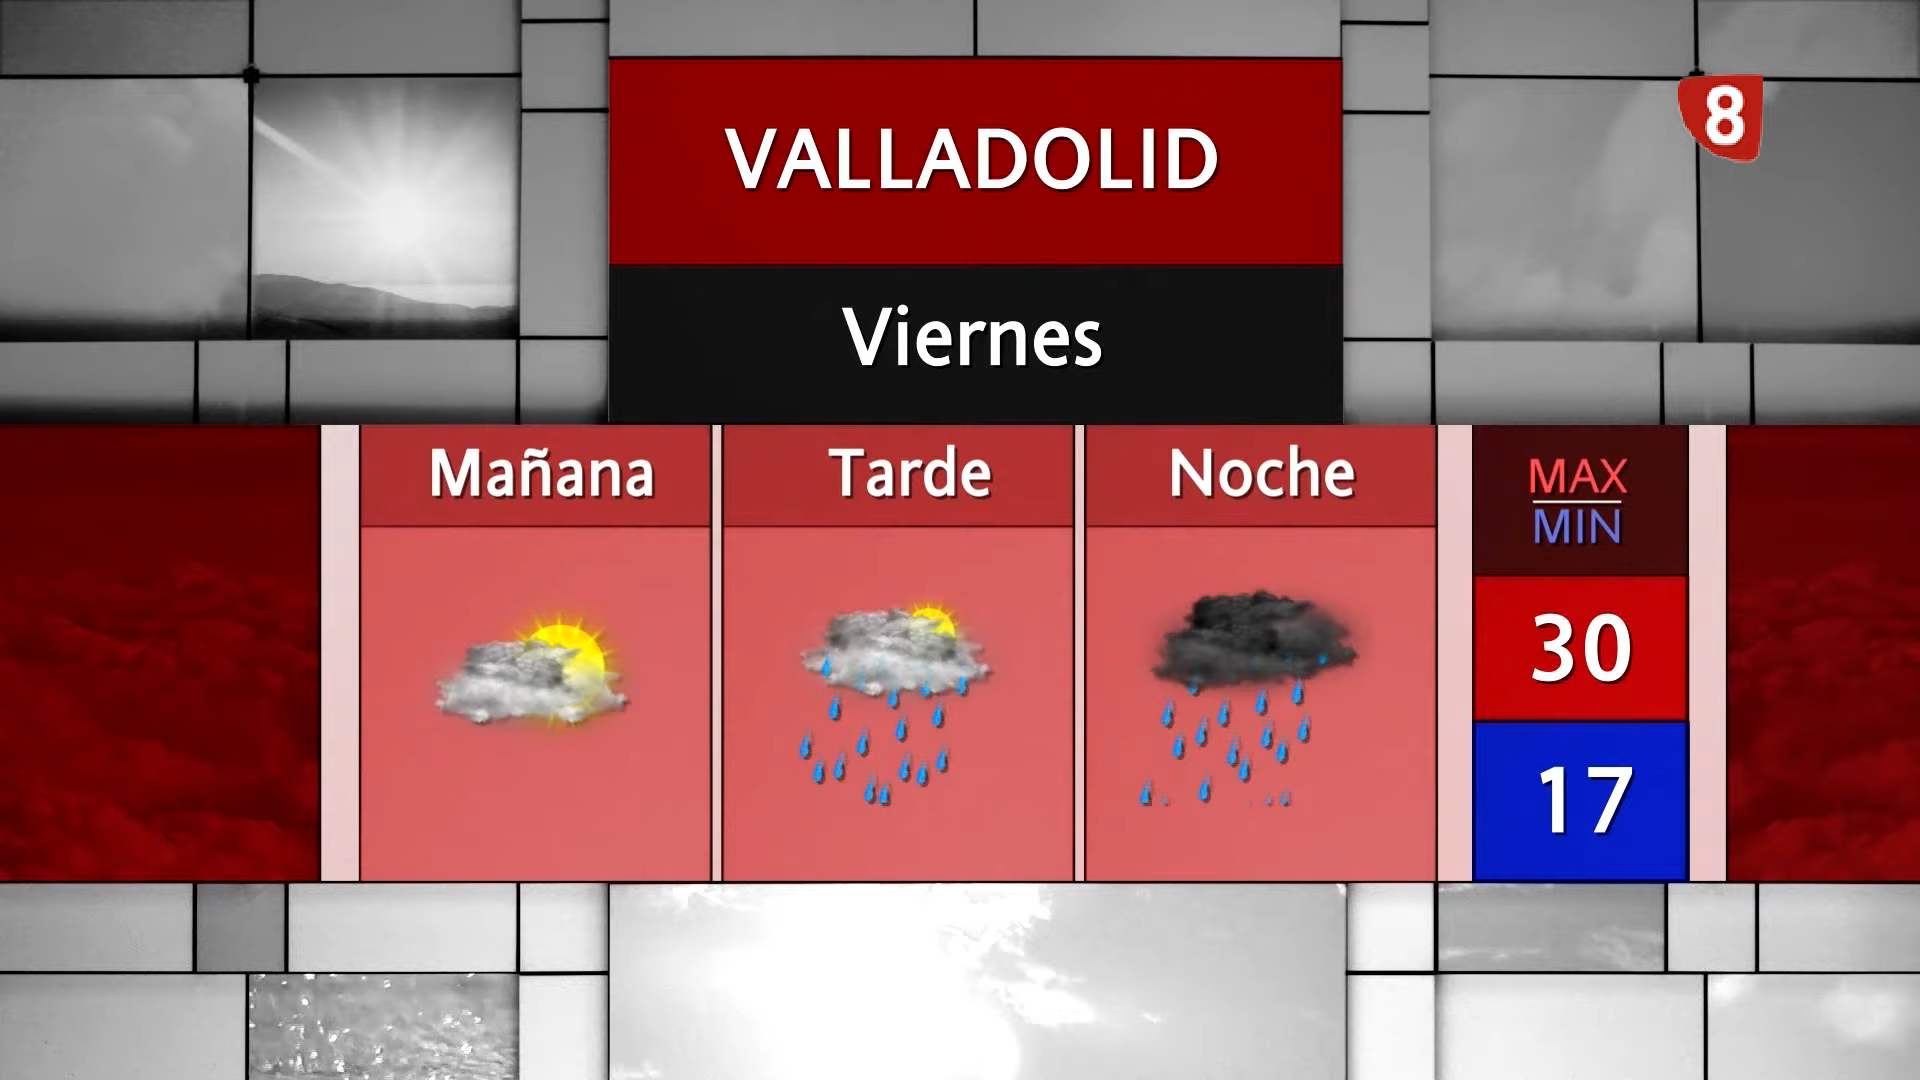 8
VALLADOLID
Viernes
Mañana
Tarde
Noche
MAX
MIN
30
17